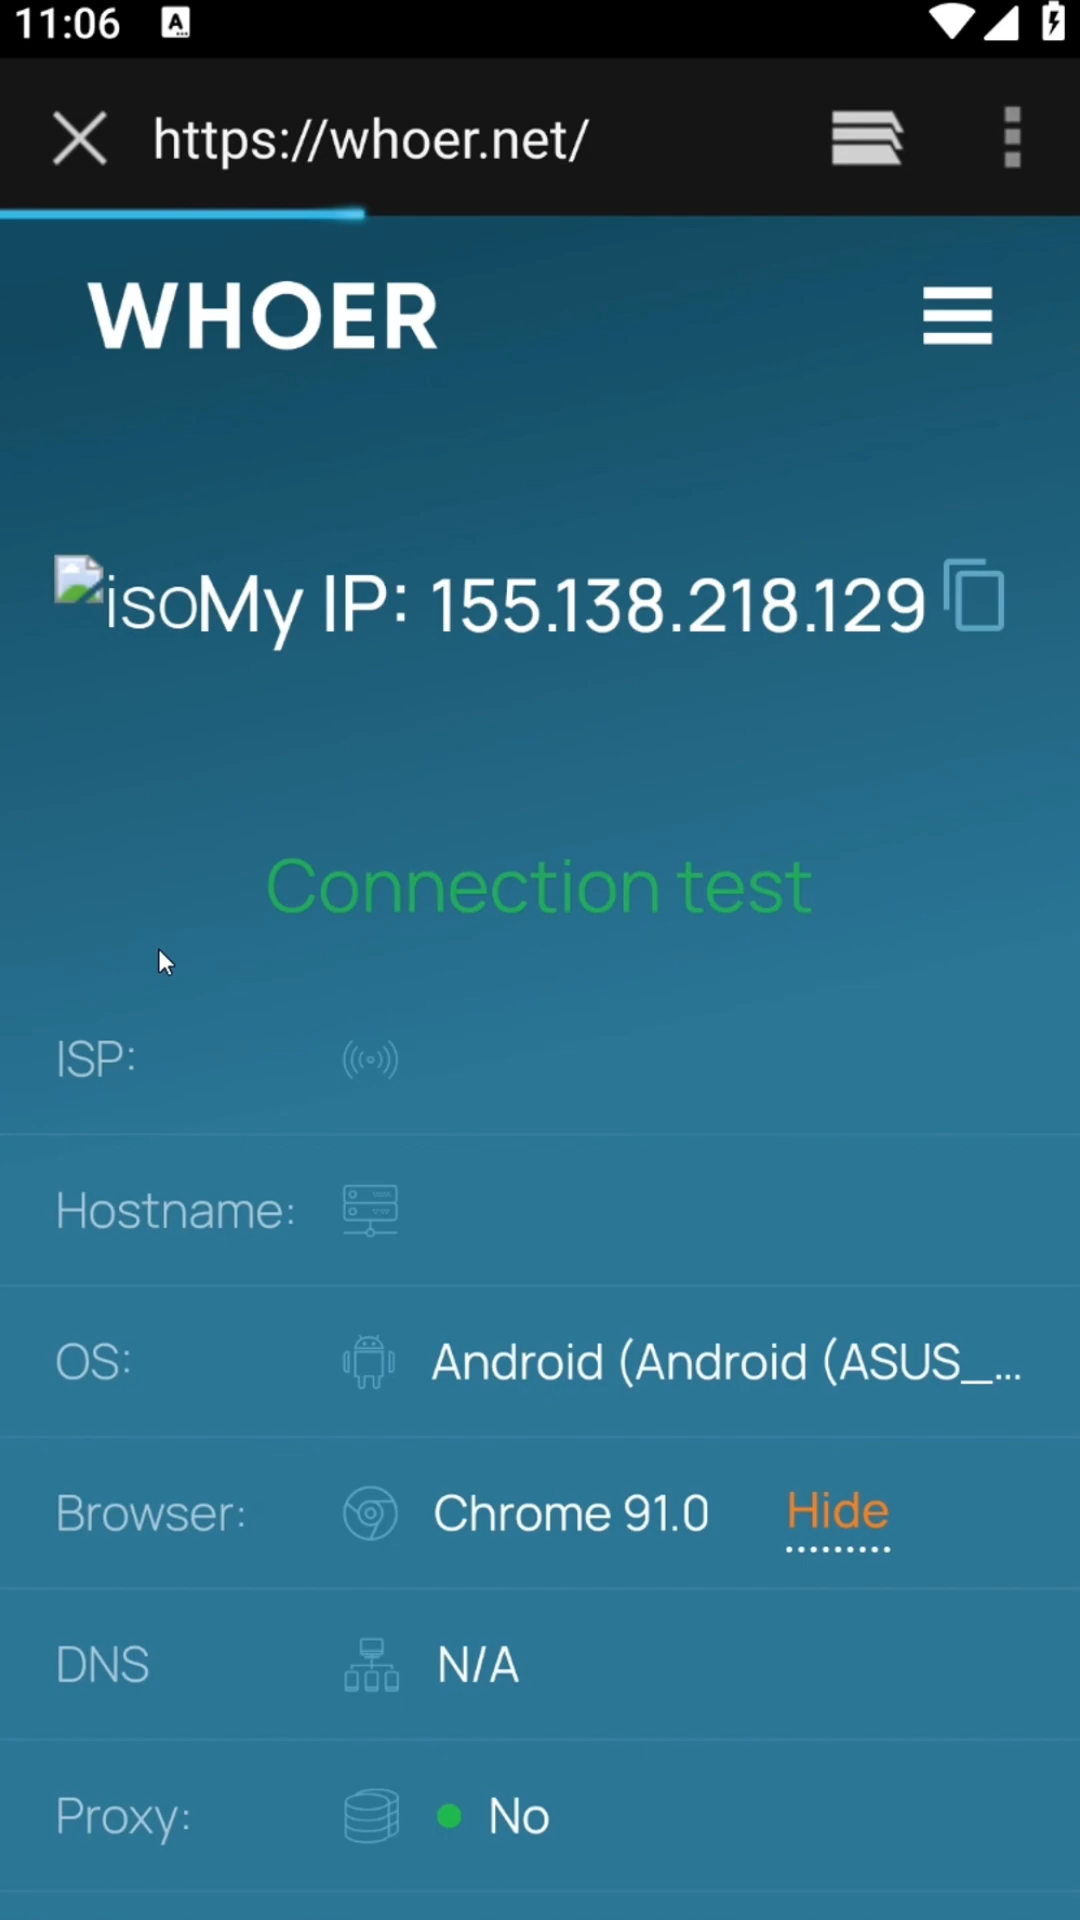 11:06
A
https://whoer.net/
WHOER
isoMy IP: 155.138.218.129
Connection test
ISP:
Hostname:
OS: Android (Android (ASUS_...
Browser: Chrome 91.0 Hide
DNS N/A
Proxy: No